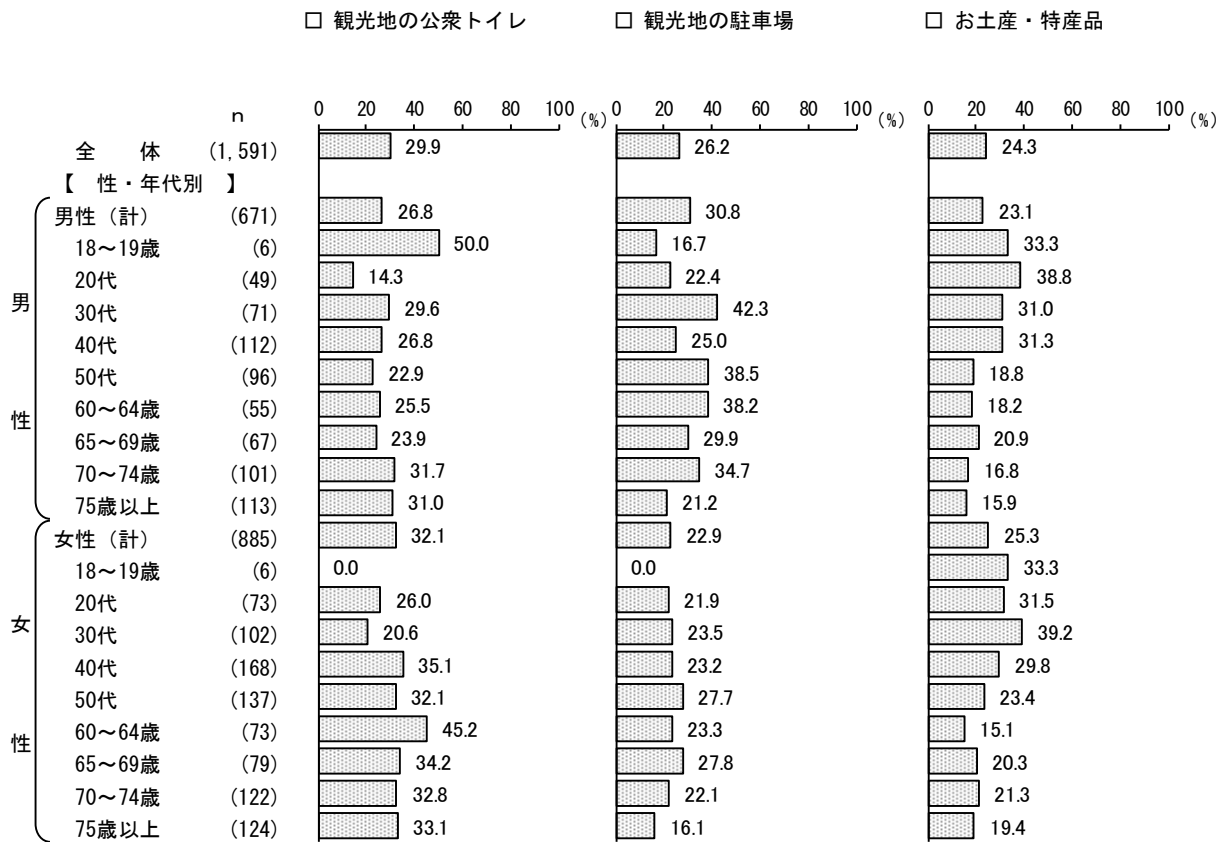 □ 観光地の公衆トイレ □ 観光地の駐車場 □ お土産・特産品
n 0 20 40 60 80 100 (%) 0 20 40 60 80 100 (%) 0 20 40 60 80 100 (%)
全 体 (1,591) 29.9 26.2 24.3
【 性・年代別 】
男性（計） (671) 26.8 30.8 23.1
18～19歳 (6) 50.0 16.7 33.3
20代 (49) 14.3 22.4 38.8
男 30代 (71) 29.6 42.3 31.0
40代 (112) 26.8 25.0 31.3
50代 (96) 22.9 38.5 18.8
性 60～64歳 (55) 25.5 38.2 18.2
65～69歳 (67) 23.9 29.9 20.9
70～74歳 (101) 31.7 34.7 16.8
75歳以上 (113) 31.0 21.2 15.9
女性（計） (885) 32.1 22.9 25.3
18～19歳 (6) 0.0 0.0 33.3
20代 (73) 26.0 21.9 31.5
女 30代 (102) 20.6 23.5 39.2
40代 (168) 35.1 23.2 29.8
50代 (137) 32.1 27.7 23.4
性 60～64歳 (73) 45.2 23.3 15.1
65～69歳 (79) 34.2 27.8 20.3
70～74歳 (122) 32.8 22.1 21.3
75歳以上 (124) 33.1 16.1 19.4